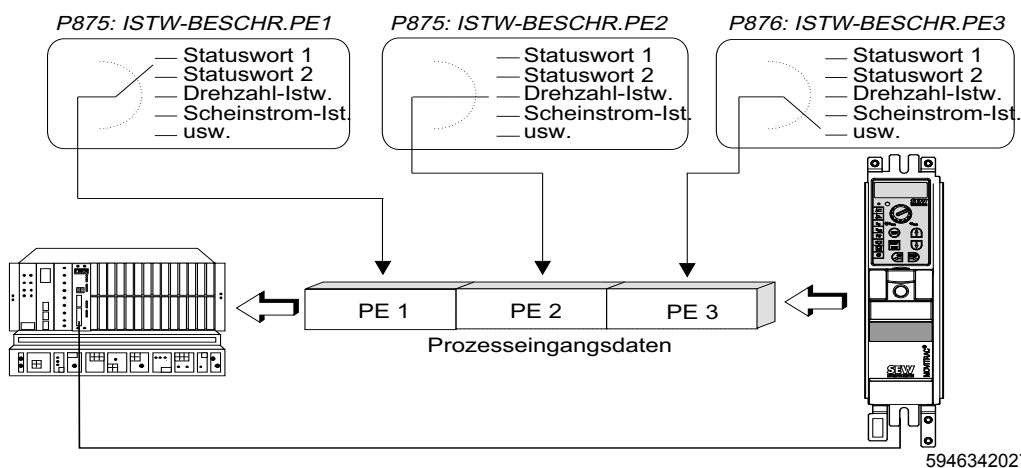 P875: ISTW-BESCHR.PE1
Statuswort 1
Statuswort 2
Drehzahl-Istw.
Scheinstrom-Ist.
usw.
P875: ISTW-BESCHR.PE2
Statuswort 1
Statuswort 2
Drehzahl-Istw.
Scheinstrom-Ist.
usw.
P876: ISTW-BESCHR.PE3
Statuswort 1
Statuswort 2
Drehzahl-Istw.
Scheinstrom-Ist.
usw.
PE 1
PE 2
PE 3
Prozesseingangsdaten
SEW
MOVITRAC®
5946342027